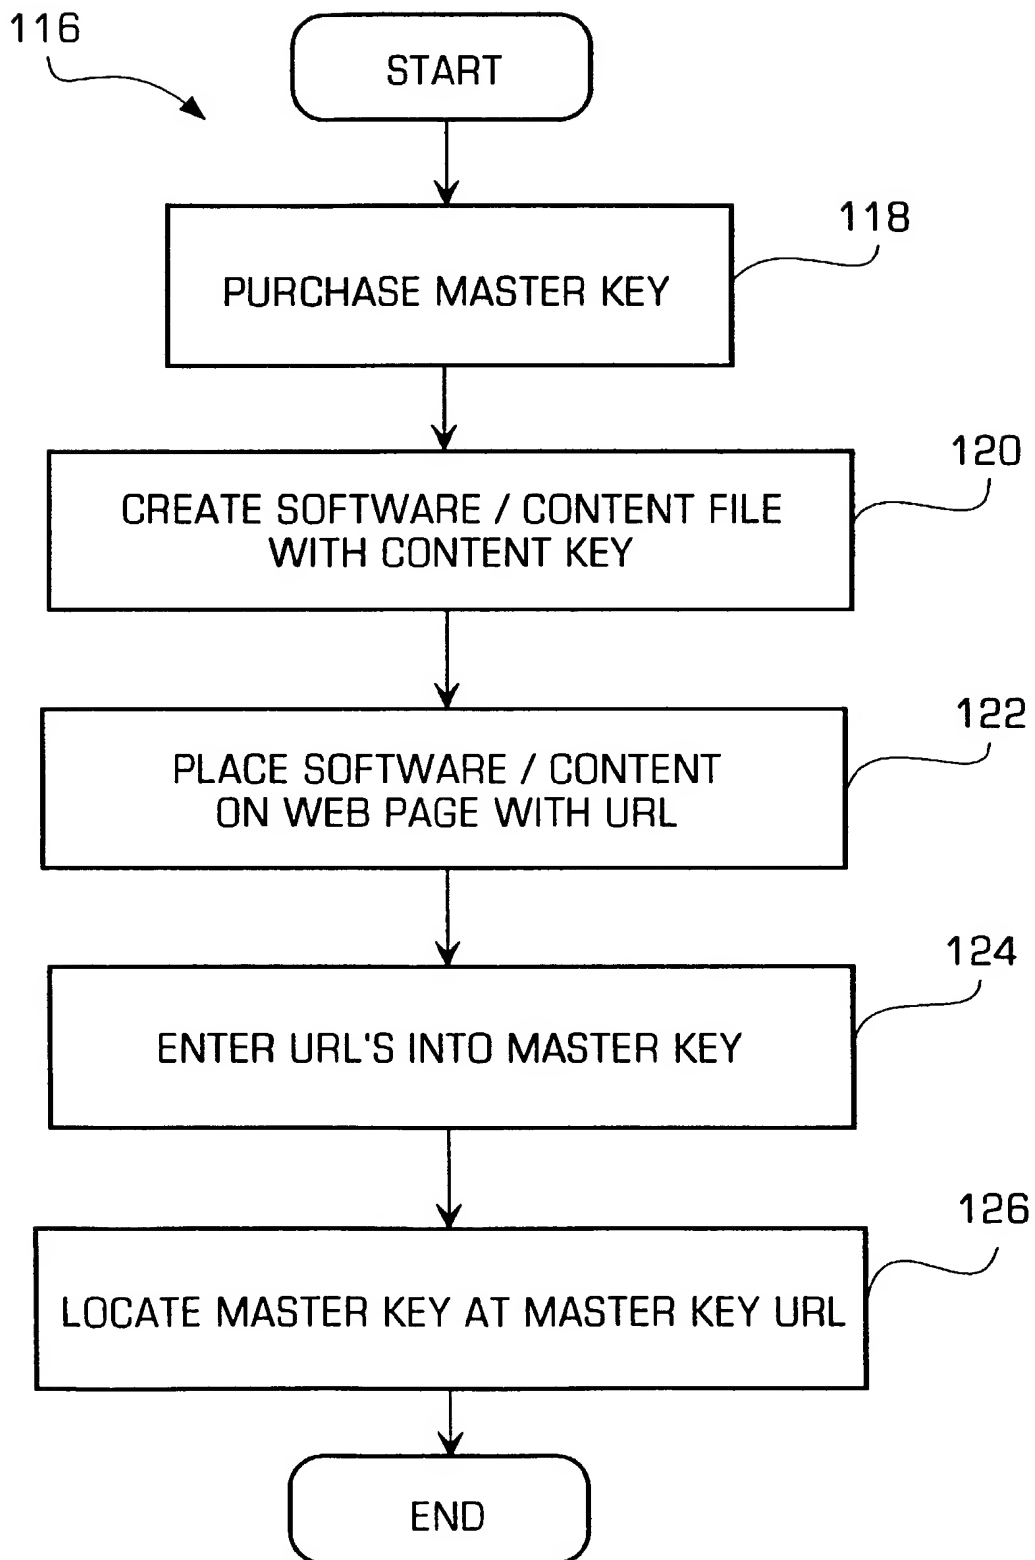 116
START
118
PURCHASE MASTER KEY
120
CREATE SOFTWARE / CONTENT FILE
WITH CONTENT KEY
122
PLACE SOFTWARE / CONTENT
ON WEB PAGE WITH URL
124
ENTER URL'S INTO MASTER KEY
126
LOCATE MASTER KEY AT MASTER KEY URL
END